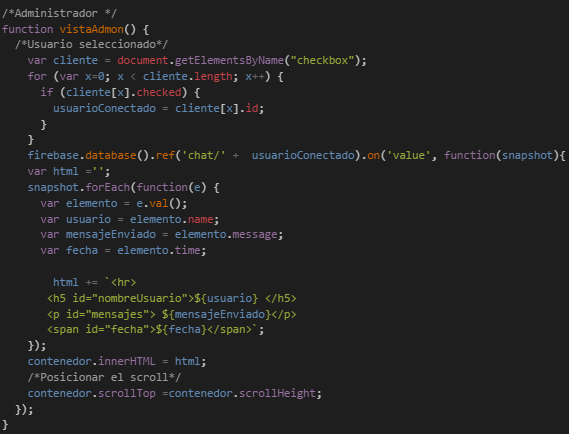 /*Administrador */
function vistaAdmon() {
  /*Usuario seleccionado*/
    var cliente = document.getElementsByName("checkbox");
    for (var x=0; x < cliente.length; x++) {
      if (cliente[x].checked) {
        usuarioConectado = cliente[x].id;
      }
    }
    firebase.database().ref('chat/' +  usuarioConectado).on('value', function(snapshot){
    var html ='';
    snapshot.forEach(function(e) {
      var elemento = e.val();
      var usuario = elemento.name;
      var mensajeEnviado = elemento.message;
      var fecha = elemento.time;

        html += `<hr>
       <h5 id="nombreUsuario">${usuario} </h5>
       <p id="mensajes"> ${mensajeEnviado}</p>
       <span id="fecha">${fecha}</span>`;
    });
    contenedor.innerHTML = html;
    /*Posicionar el scroll*/
    contenedor.scrollTop =contenedor.scrollHeight;
  });
}